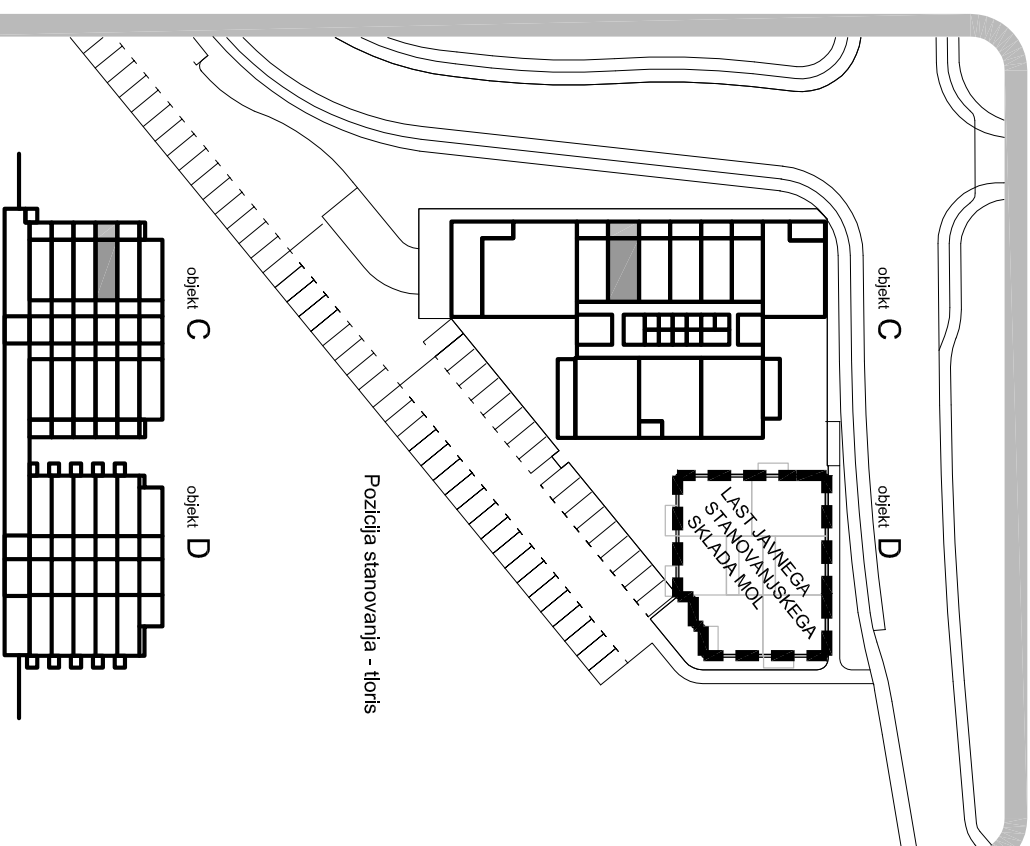 objekt C
objekt D
Pozicija stanovanja - tloris
objekt C
objekt D
LAST JAVNEGA
STANOVANJSKEGA
SKLADA MOL